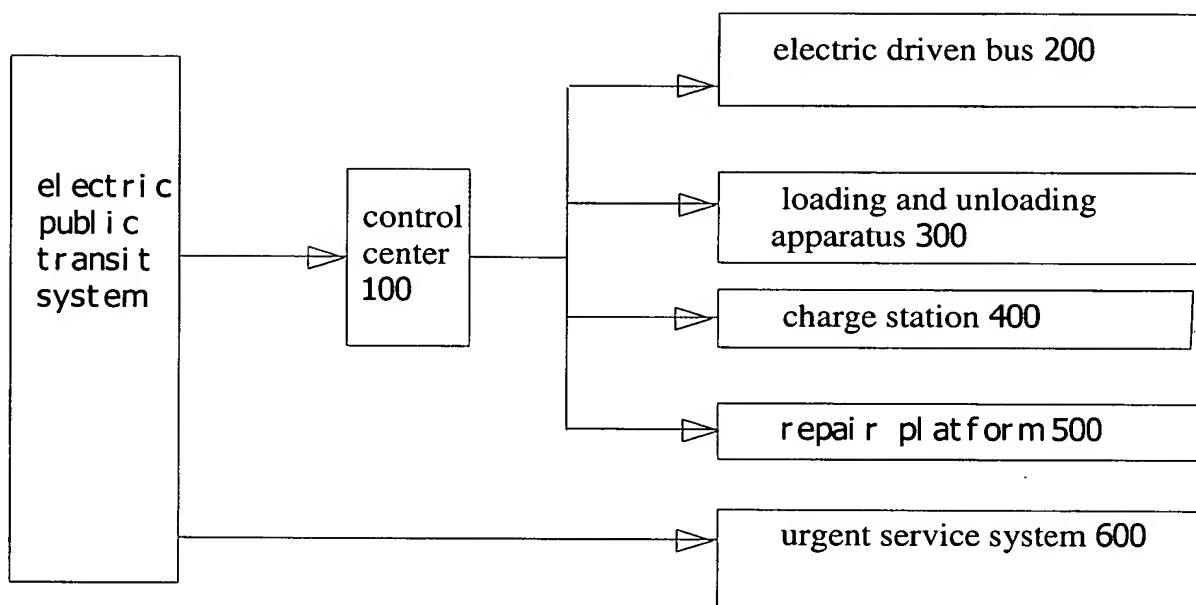 electric
public
transit
system
control
center
100
electric driven bus 200
loading and unloading
apparatus 300
charge station 400
repair platform 500
urgent service system 600